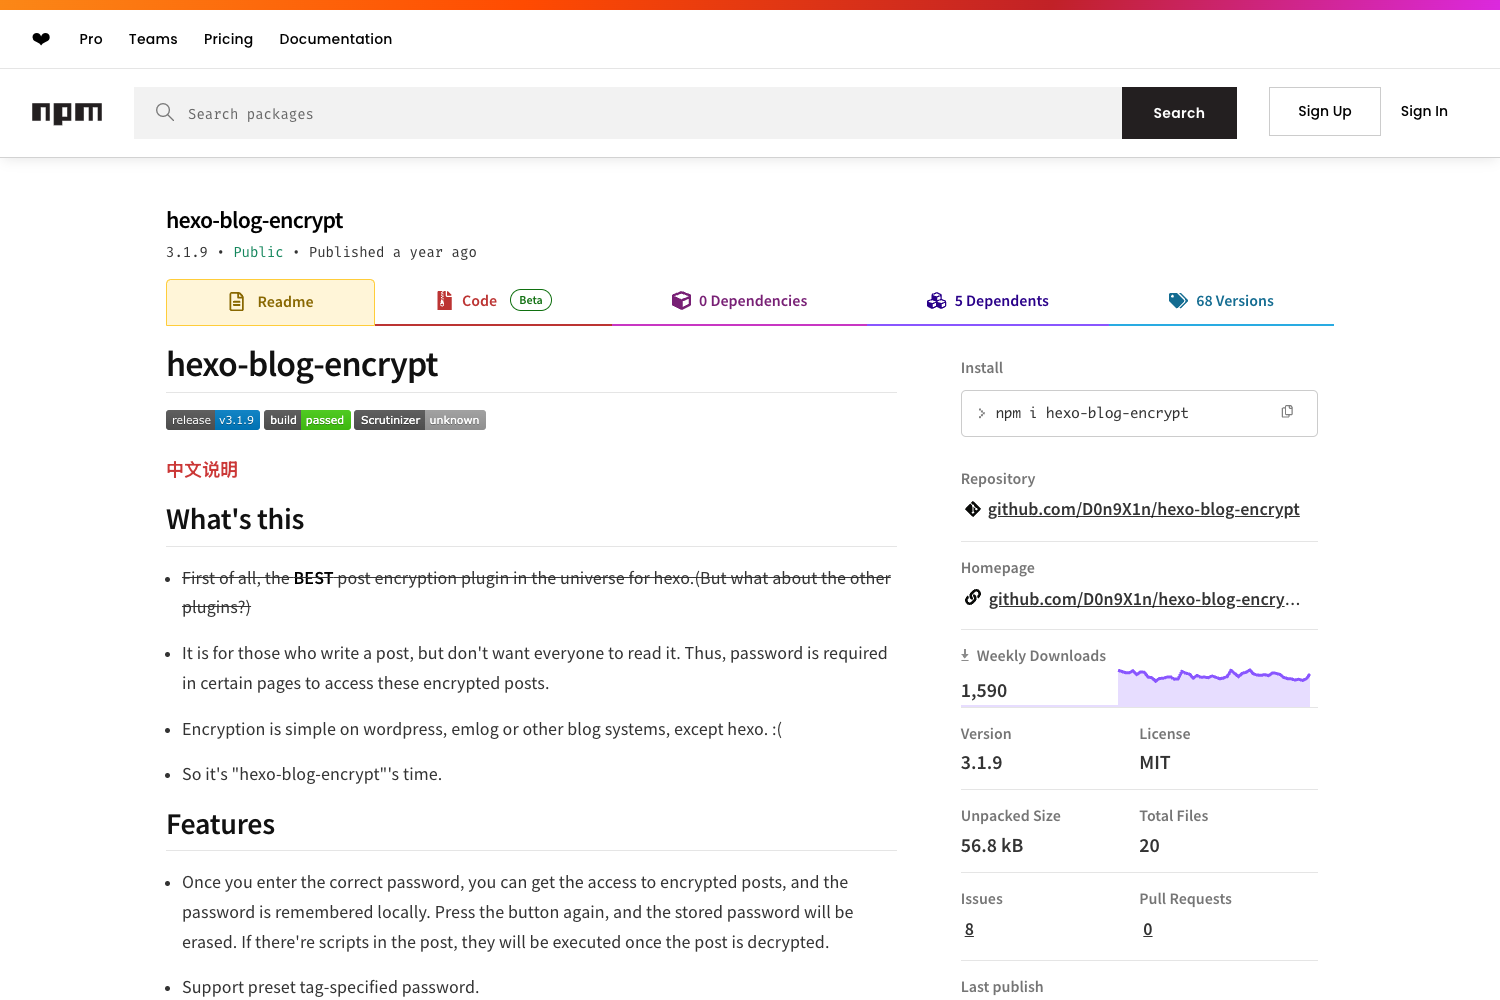 ❤
Pro
Teams
Pricing
Documentation
npm
Search packages
Search
Sign Up
Sign In
hexo-blog-encrypt
3.1.9 • Public • Published a year ago
Readme
Code Beta
0 Dependencies
5 Dependents
68 Versions
hexo-blog-encrypt
release v3.1.9 build passed Scrutinizer unknown
中文说明
What's this
• First of all, the BEST post encryption plugin in the universe for hexo.(But what about the other
plugins?)
• It is for those who write a post, but don't want everyone to read it. Thus, password is required
in certain pages to access these encrypted posts.
• Encryption is simple on wordpress, emlog or other blog systems, except hexo. :(
• So it's "hexo-blog-encrypt"'s time.
Features
• Once you enter the correct password, you can get the access to encrypted posts, and the
password is remembered locally. Press the button again, and the stored password will be
erased. If there're scripts in the post, they will be executed once the post is decrypted.
• Support preset tag-specified password.
Install
npm i hexo-blog-encrypt
Repository
github.com/D0n9X1n/hexo-blog-encrypt
Homepage
github.com/D0n9X1n/hexo-blog-encry…
Weekly Downloads
1,590
Version
3.1.9
License
MIT
Unpacked Size
56.8 kB
Total Files
20
Issues
8
Pull Requests
0
Last publish